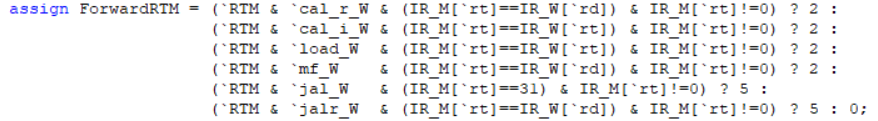 assign ForwardRTM = (`RTM & `cal_r_W & (IR_M[`rt]==IR_W[`rd]) & IR_M[`rt]!=0) ? 2 :
(`RTM & `cal_i_W & (IR_M[`rt]==IR_W[`rt]) & IR_M[`rt]!=0) ? 2 :
(`RTM & `load_W & (IR_M[`rt]==IR_W[`rt]) & IR_M[`rt]!=0) ? 2 :
(`RTM & `mf_W & (IR_M[`rt]==IR_W[`rd]) & IR_M[`rt]!=0) ? 2 :
(`RTM & `jal_W & (IR_M[`rt]==31) & IR_M[`rt]!=0) ? 5 :
(`RTM & `jalr_W & (IR_M[`rt]==IR_W[`rd]) & IR_M[`rt]!=0) ? 5 : 0;